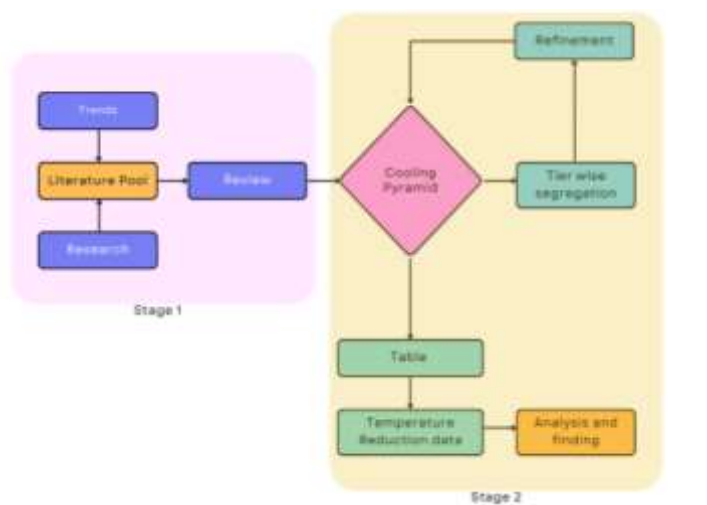 Refinement
Trends
Literature Pool
Review
Cooling
Pyramid
Tier wise
segregation
Research
Stage 1
Table
Temperature
Reduction data
Analysis and
finding
Stage 2